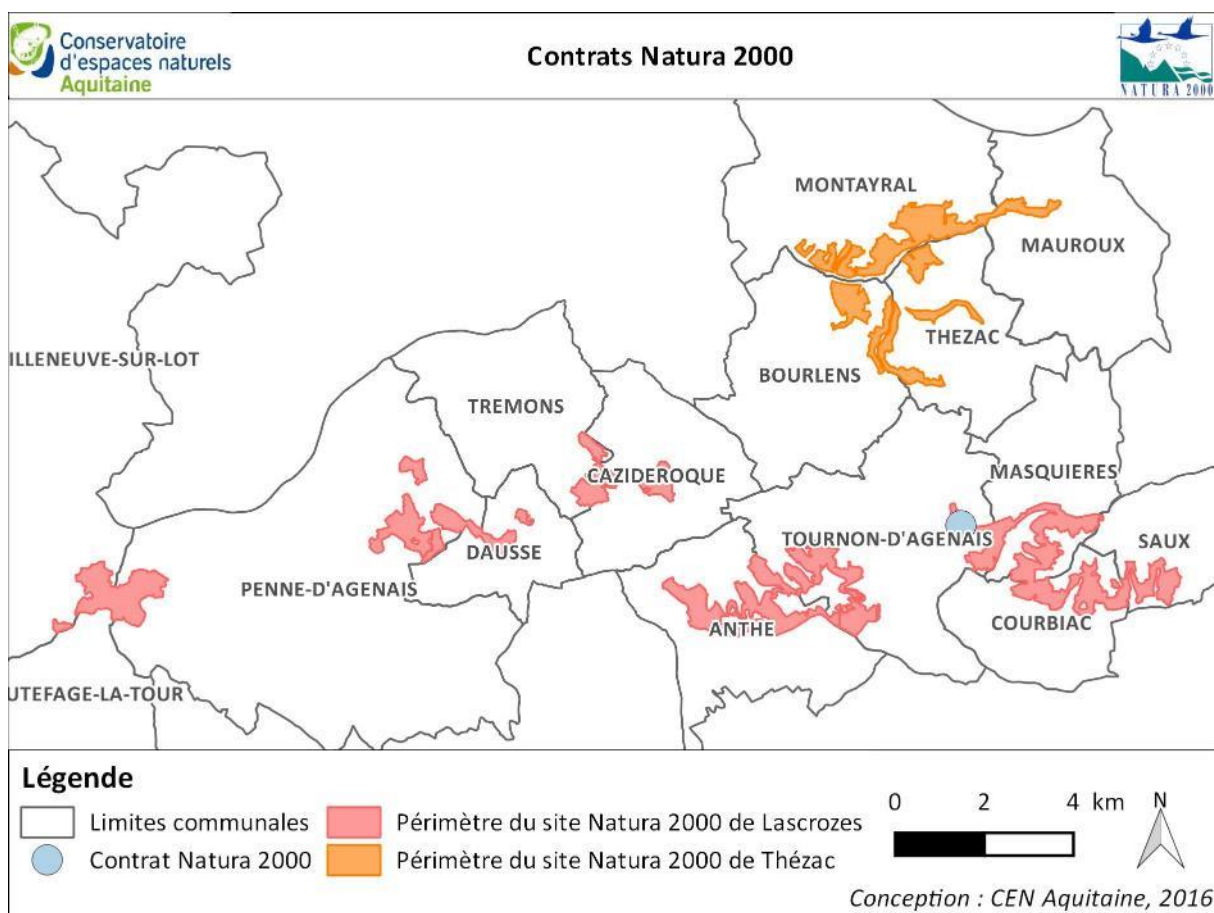 Conservatoire
d'espaces naturels
Aquitaine
Contrats Natura 2000
NATURA 2000
MONTAYRAL
MAUROUX
ILLENEUVE-SUR-LOT
THEZAC
BOURLENS
TREMONS
CAZIDEROQUE
MASQUIERES
TOURNON-D'AGENAIS
SAUX
DAUSSE
PENNE-D'AGENAIS
COURBIAC
ANTHE
UTEFAGE-LA-TOUR
Légende
Limites communales
Contrat Natura 2000
Périmètre du site Natura 2000 de Lascrozes
Périmètre du site Natura 2000 de Thézac
0 2 4 km
N
Conception : CEN Aquitaine, 2016